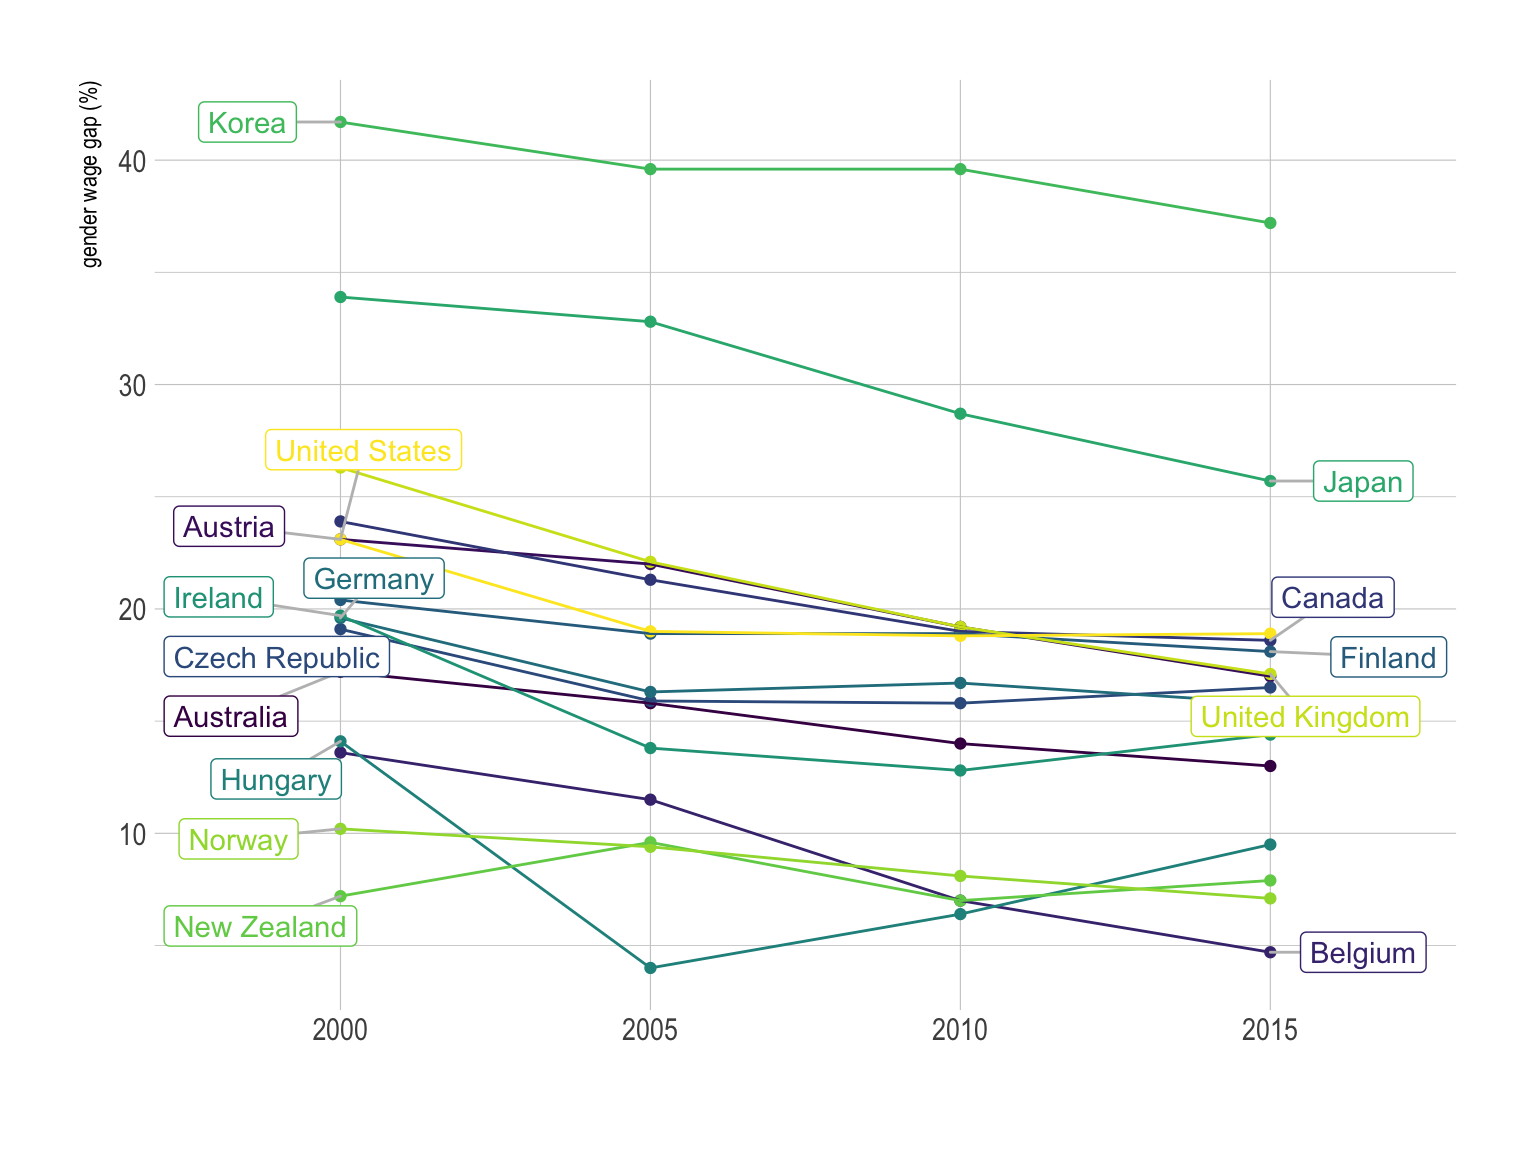 gender wage gap (%)
40
30
20
10
Korea
United States
Japan
Austria
Germany
Ireland
Canada
Czech Republic
Finland
Australia
United Kingdom
Hungary
Norway
New Zealand
Belgium
2000 2005 2010 2015